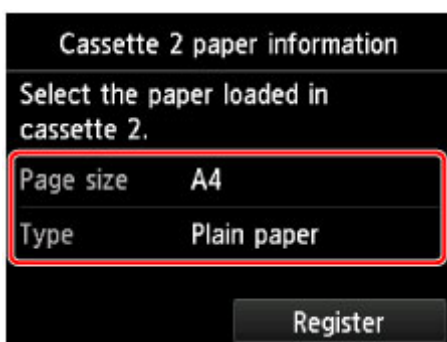 Cassette 2 paper information
Select the paper loaded in
cassette 2.
Page size A4
Type Plain paper
Register